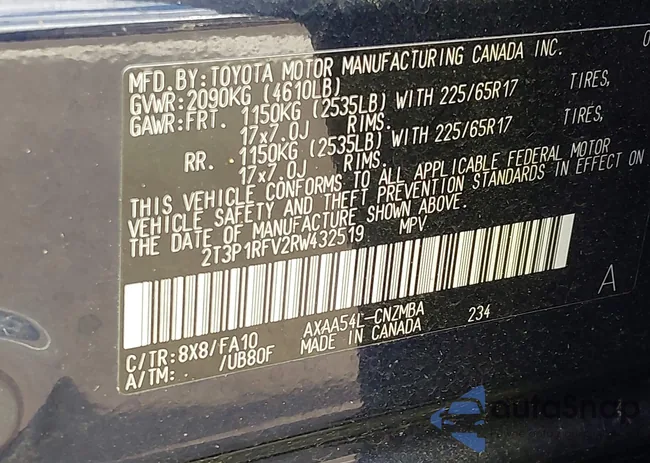 MFD.BY:TOYOTA MOTOR MANUFACTURING CANADA INC.
GVWR:2090KG (4610LB)
GAWR:FRT. 1150KG (2535LB) WITH 225/65R17 TIRES,
17x7.0J RIMS.
RR. 1150KG (2535LB) WITH 225/65R17 TIRES,
17x7.0J RIMS.
THIS VEHICLE CONFORMS TO ALL APPLICABLE FEDERAL MOTOR
VEHICLE SAFETY AND THEFT PREVENTION STANDARDS IN EFFECT ON
THE DATE OF MANUFACTURE SHOWN ABOVE.
2T3P1RFV2RW432519 MPV
A
C/TR:8X8/FA10 AXAA54L-CNZMBA 234
A/TM: /UB80F MADE IN CANADA
autoSnap